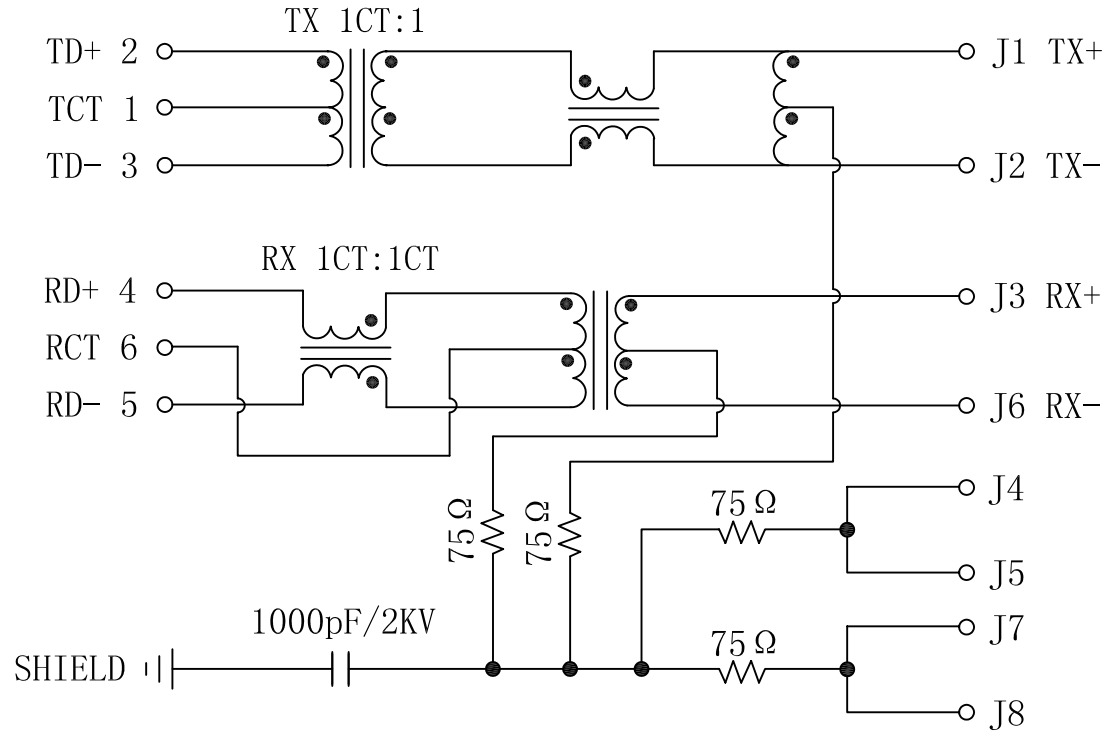 TX 1CT:1
TD+ 2
TCT 1
TD- 3
J1 TX+
J2 TX-
RX 1CT:1CT
RD+ 4
RCT 6
RD- 5
J3 RX+
J6 RX-
75Ω
75Ω
75Ω
J4
J5
1000pF/2KV
SHIELD
75Ω
J7
J8